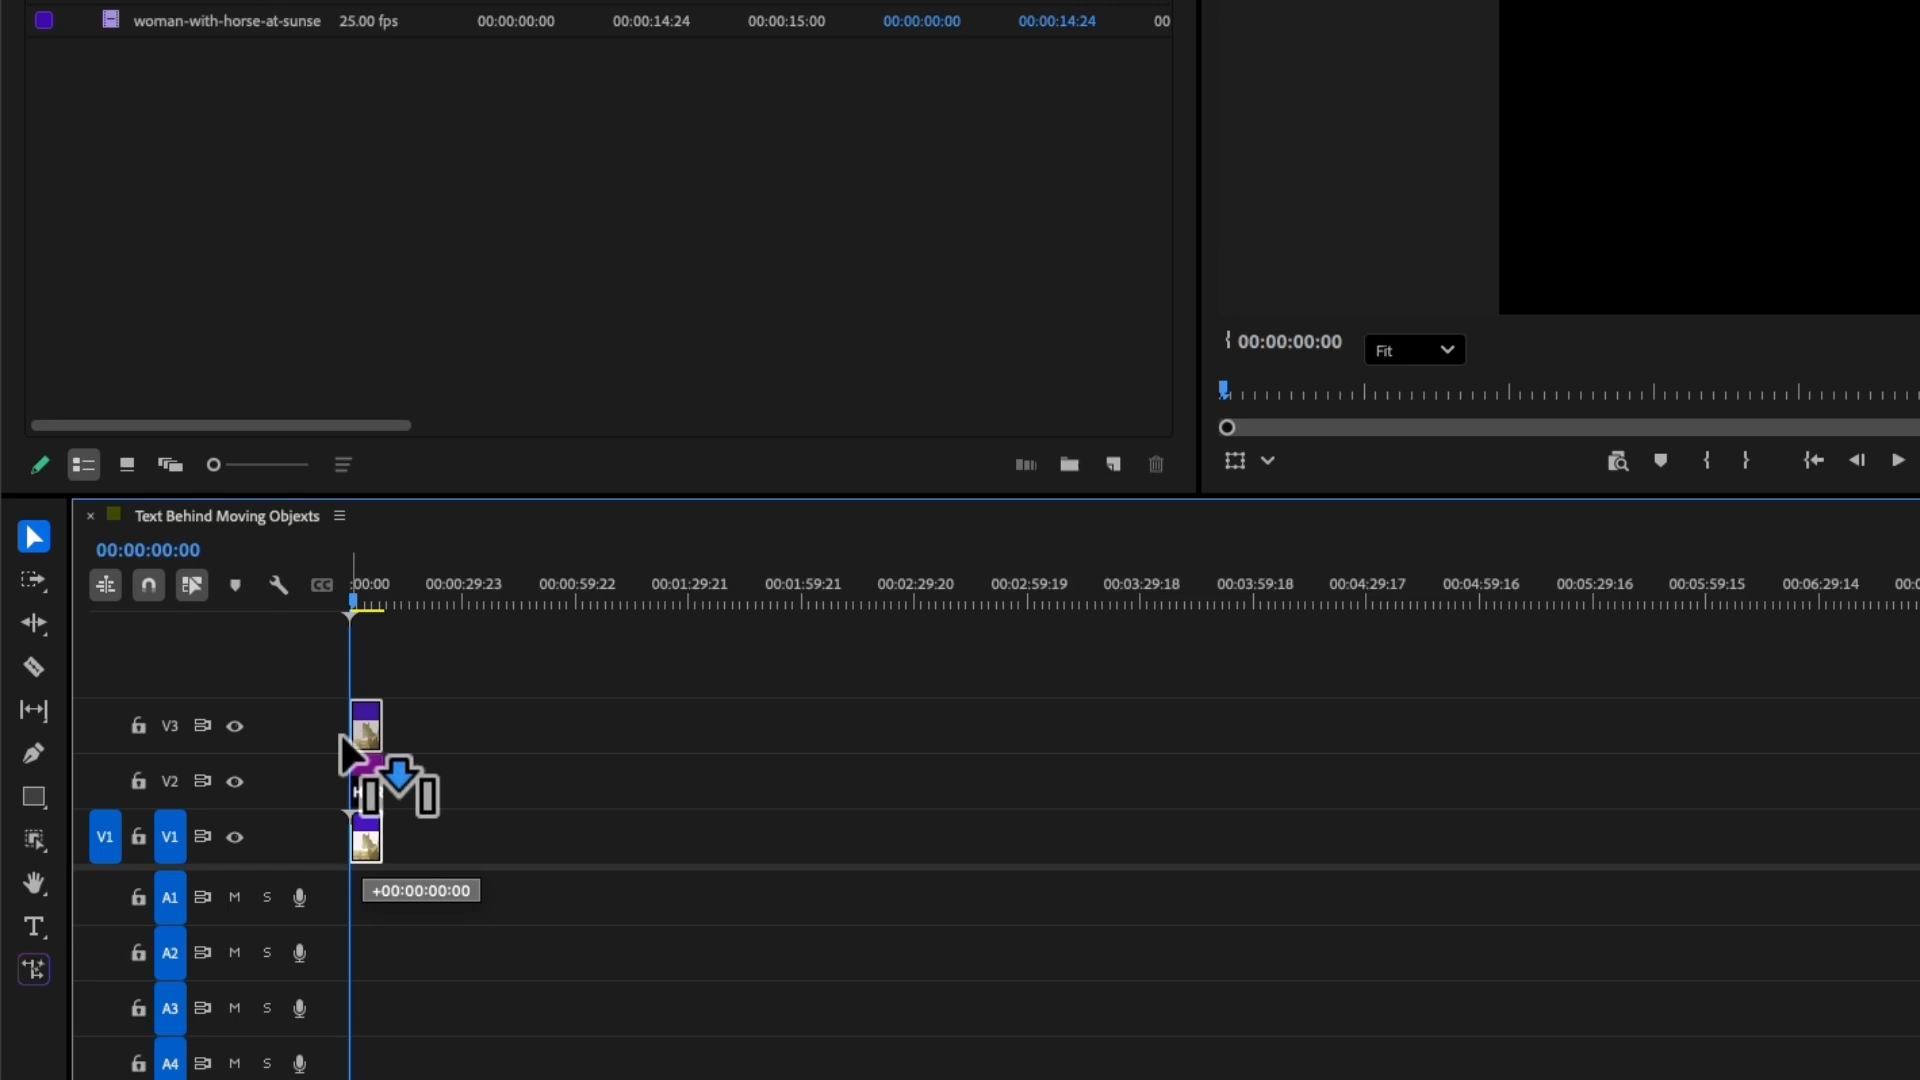 woman-with-horse-at-sunse 25.00 fps 00:00:00:00 00:00:14:24 00:00:15:00 00:00:00:00 00:00:14:24 00
00:00:00:00 Fit
Text Behind Moving Objexts
00:00:00:00
:00:00 00:00:29:23 00:00:59:22 00:01:29:21 00:01:59:21 00:02:29:20 00:02:59:19 00:03:29:18 00:03:59:18 00:04:29:17 00:04:59:16 00:05:29:16 00:05:59:15 00:06:29:14 00:0
CC
V3
V2
V1 V1
+00:00:00:00
A1 M S
A2 M S
A3 M S
A4 M S